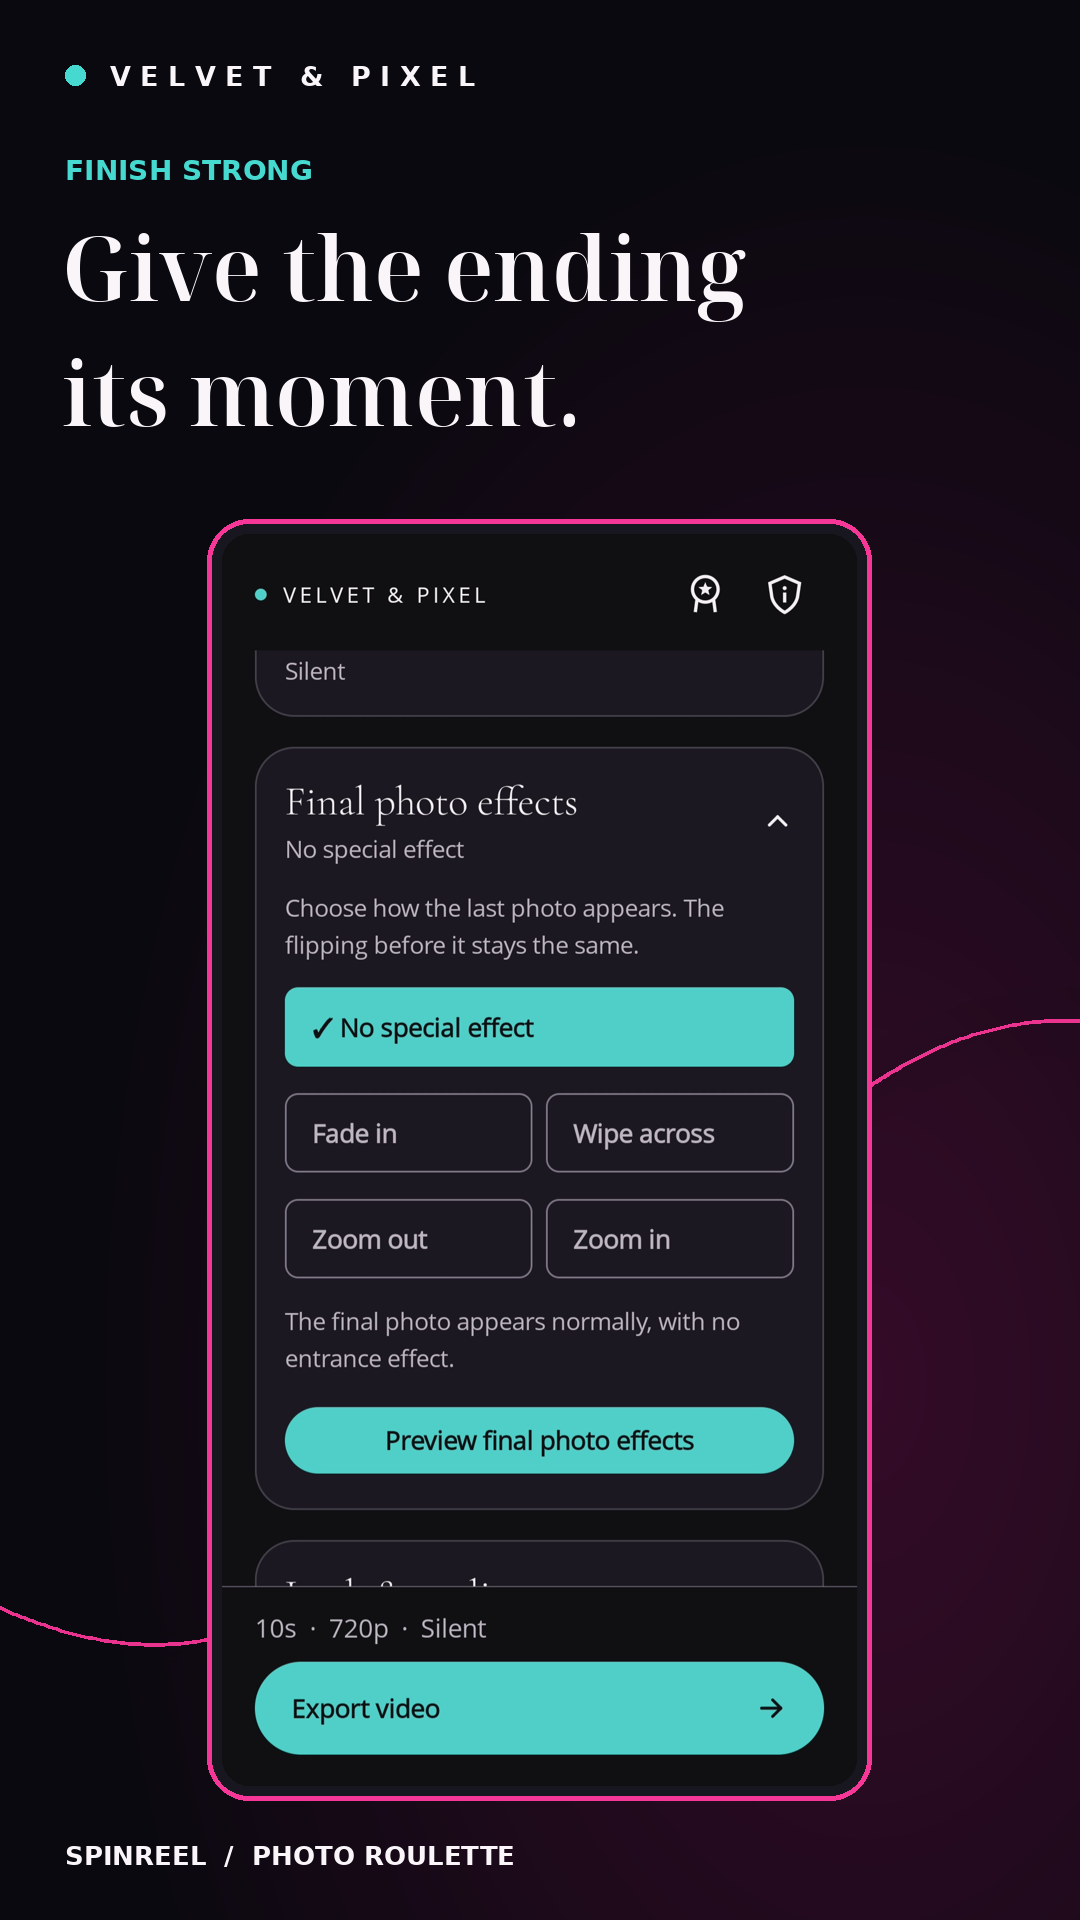 VELVET & PIXEL
FINISH STRONG
Give the ending
its moment.
VELVET & PIXEL
Silent
Final photo effects
No special effect
Choose how the last photo appears. The
flipping before it stays the same.
✓ No special effect
Fade in
Wipe across
Zoom out
Zoom in
The final photo appears normally, with no
entrance effect.
Preview final photo effects
10s · 720p · Silent
Export video →
SPINREEL / PHOTO ROULETTE